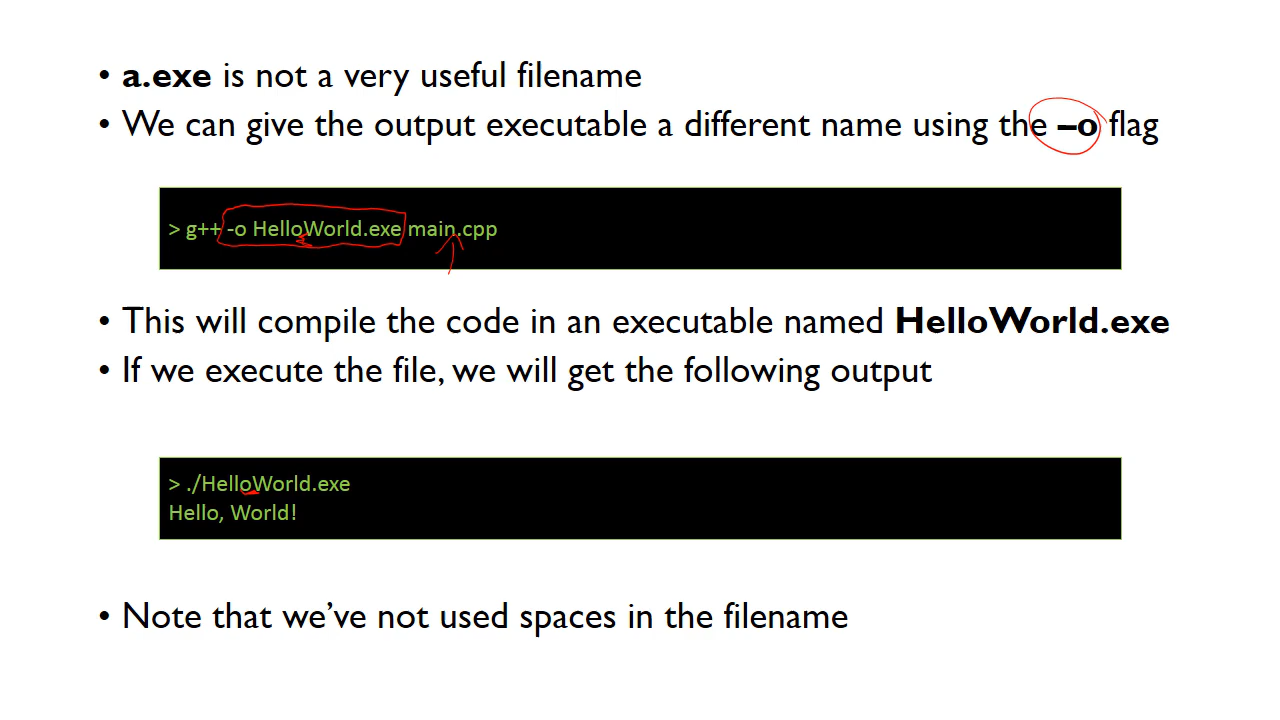 • a.exe is not a very useful filename
• We can give the output executable a different name using the –o flag
> g++ -o HelloWorld.exe main.cpp
• This will compile the code in an executable named HelloWorld.exe
• If we execute the file, we will get the following output
> ./HelloWorld.exe
Hello, World!
• Note that we’ve not used spaces in the filename